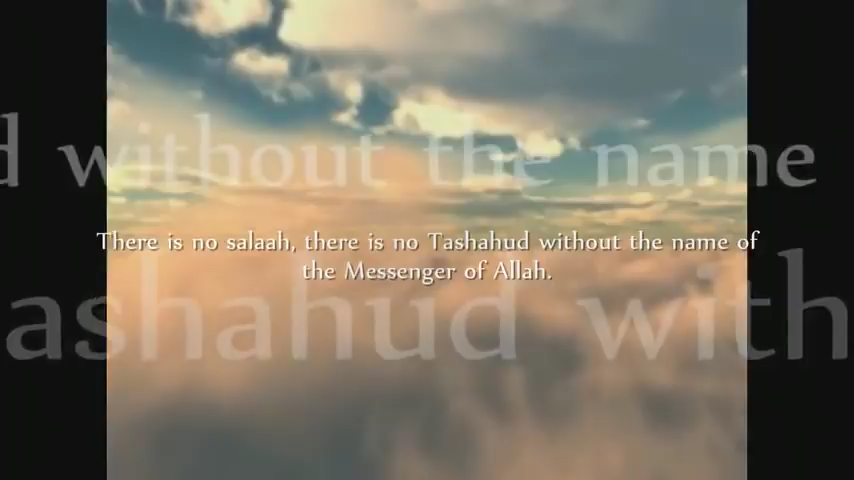 d without the name
There is no salaah, there is no Tashahud without the name of
the Messenger of Allah.
ashahud with